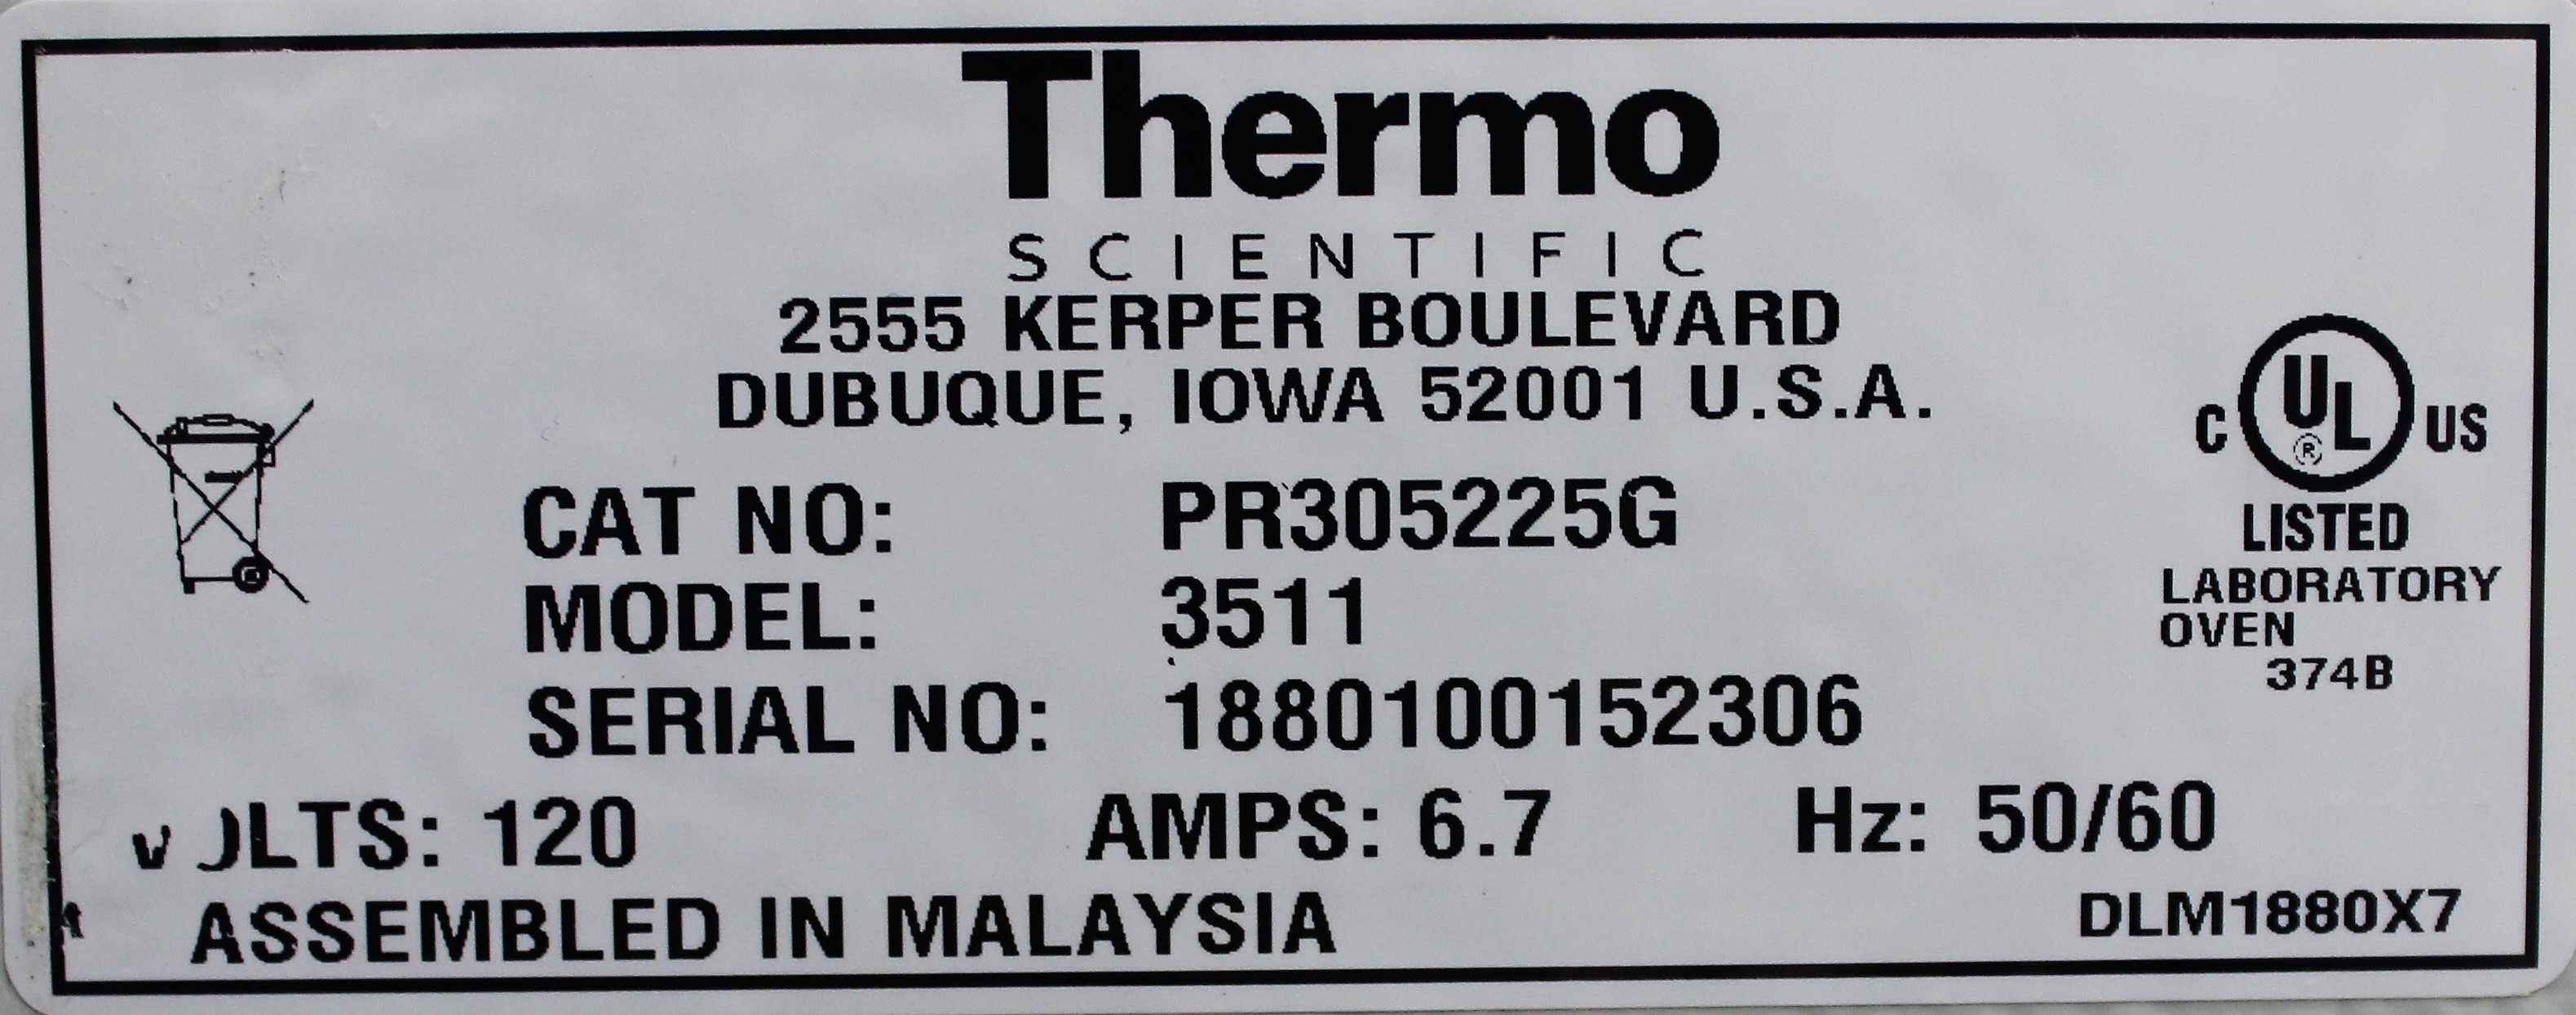 Thermo
SCIENTIFIC
2555 KERPER BOULEVARD
DUBUQUE, IOWA 52001 U.S.A.
C UL ® US
LISTED
LABORATORY
OVEN
374B
CAT NO: PR305225G
MODEL: 3511
SERIAL NO: 1880100152306
VOLTS: 120 AMPS: 6.7 Hz: 50/60
ASSEMBLED IN MALAYSIA DLM1880X7